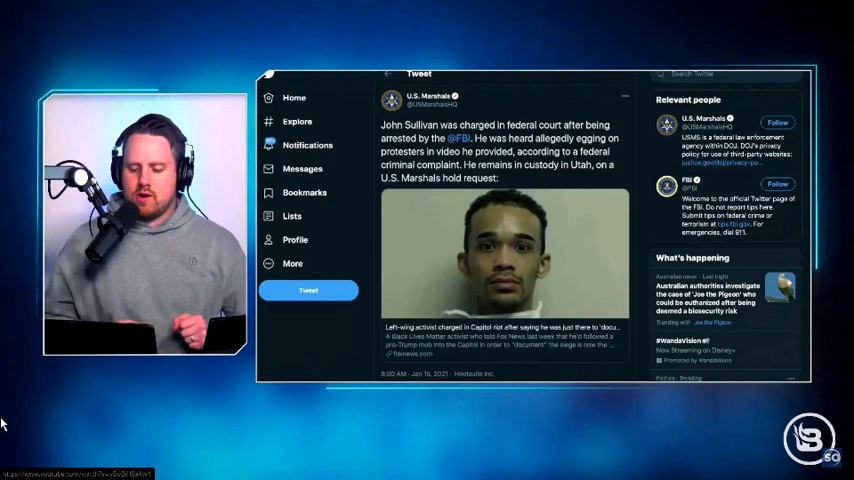 Tweet
Search Twitter
Home
Explore
Notifications
Messages
Bookmarks
Lists
Profile
More
Tweet
U.S. Marshals
@USMarshalsHQ
John Sullivan was charged in federal court after being
arrested by the @FBI. He was heard allegedly egging on
protesters in video he provided, according to a federal
criminal complaint. He remains in custody in Utah, on a
U.S. Marshals hold request:
Left-wing activist charged in Capitol riot after saying he was just there to 'docu...
A Black Lives Matter activist who told Fox News last week that he'd followed a
pro-Trump mob into the Capitol in order to "document" the siege is now the ...
foxnews.com
8:00 AM · Jan 15, 2021 · Hootsuite Inc.
Relevant people
U.S. Marshals
@USMarshalsHQ
Follow
USMS is a federal law enforcement
agency within DOJ. DOJ's privacy
policy for use of third-party websites:
justice.gov/doj/privacy-po...
FBI
@FBI
Follow
Welcome to the official Twitter page of
the FBI. Do not report tips here.
Submit tips on federal crime or
terrorism at tips.fbi.gov. For
emergencies, dial 911.
What's happening
Australian news · Last night
Australian authorities investigate
the case of 'Joe the Pigeon' who
could be euthanized after being
deemed a biosecurity risk
Trending with Joe the Pigeon
#WandaVision
Now Streaming on Disney+
Promoted by WandaVision
Politics · Trending
B
SO